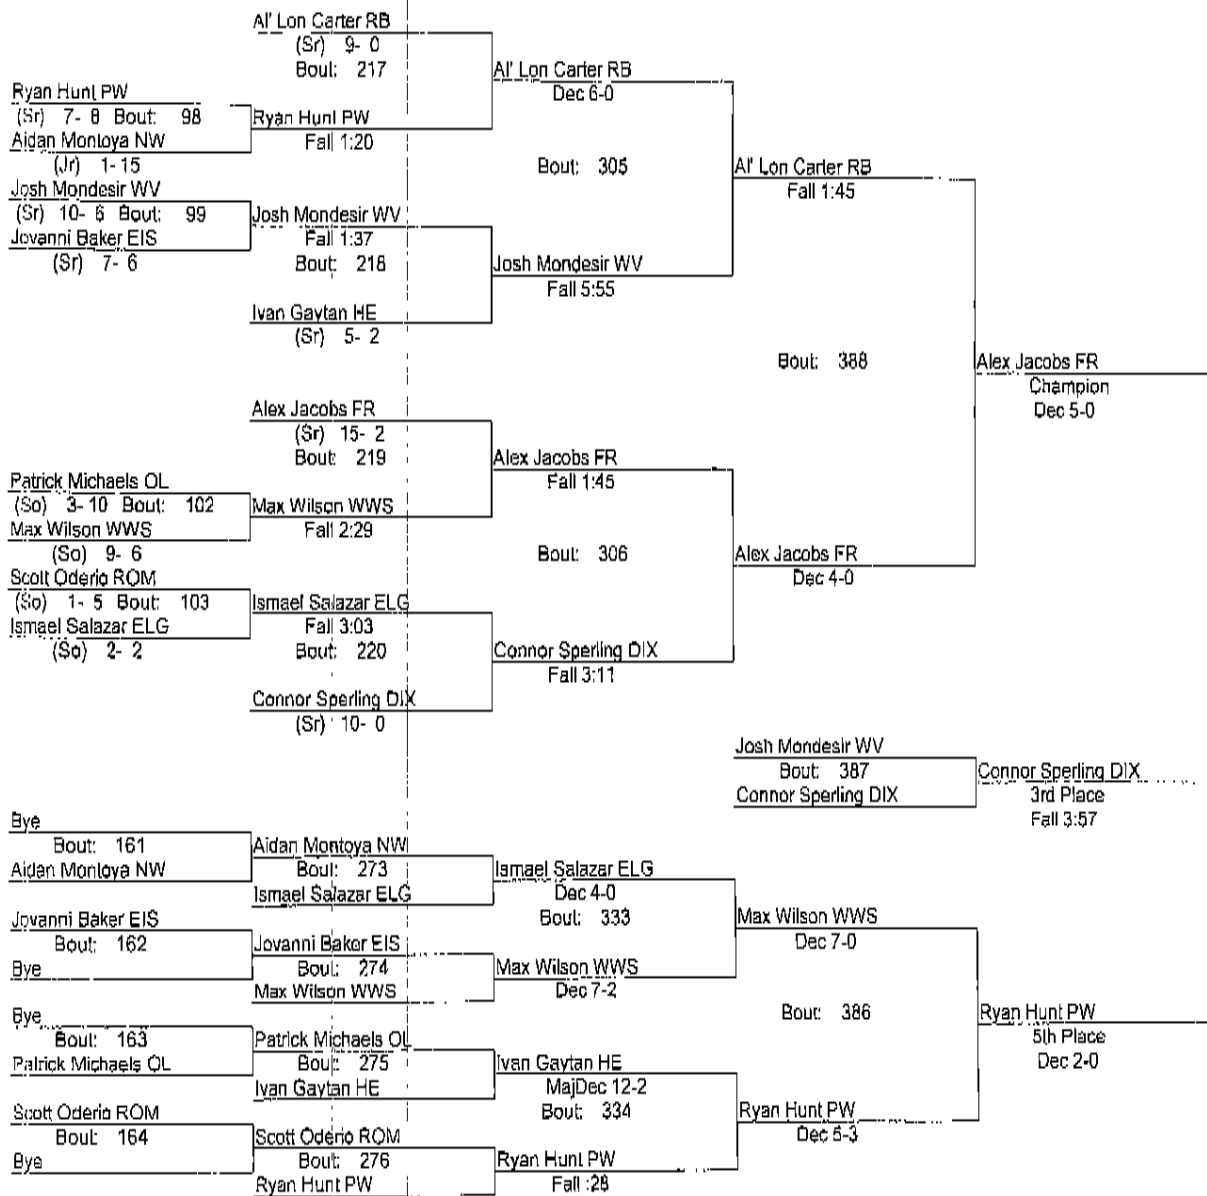 Al' Lon Carter RB
(Sr) 9- 0
Bout: 217
Al' Lon Carter RB
Dec 6-0
Ryan Hunt PW
(Sr) 7- 8 Bout: 98
Ryan Hunt PW
Fall 1:20
Aidan Montoya NW
(Jr) 1- 15
Bout: 305
Al' Lon Carter RB
Fall 1:45
Josh Mondesir WV
(Sr) 10- 6 Bout: 99
Josh Mondesir WV
Fall 1:37
Bout: 218
Jovanni Baker EIS
(Sr) 7- 6
Josh Mondesir WV
Fall 5:55
Ivan Gaytan HE
(Sr) 5- 2
Bout: 388
Alex Jacobs FR
Champion
Dec 5-0
Alex Jacobs FR
(Sr) 15- 2
Bout: 219
Alex Jacobs FR
Fall 1:45
Patrick Michaels OL
(So) 3- 10 Bout: 102
Max Wilson WWS
Fall 2:29
Max Wilson WWS
(So) 9- 6
Bout: 306
Alex Jacobs FR
Dec 4-0
Scott Oderio ROM
(So) 1- 5 Bout: 103
Ismael Salazar ELG
Fall 3:03
Bout: 220
Ismael Salazar ELG
(So) 2- 2
Connor Sperling DIX
Fall 3:11
Connor Sperling DIX
(Sr) 10- 0
Josh Mondesir WV
Bout: 387
Connor Sperling DIX
Connor Sperling DIX
3rd Place
Fall 3:57
Bye
Bout: 161
Aidan Montoya NW
Aidan Montoya NW
Bout: 273
Ismael Salazar ELG
Ismael Salazar ELG
Dec 4-0
Bout: 333
Jovanni Baker EIS
Bout: 162
Bye
Jovanni Baker EIS
Bout: 274
Max Wilson WWS
Max Wilson WWS
Dec 7-2
Max Wilson WWS
Dec 7-0
Bout: 386
Ryan Hunt PW
5th Place
Dec 2-0
Bye
Bout: 163
Patrick Michaels OL
Patrick Michaels OL
Bout: 275
Ivan Gaytan HE
Ivan Gaytan HE
MajDec 12-2
Bout: 334
Ryan Hunt PW
Dec 5-3
Scott Oderio ROM
Bout: 164
Bye
Scott Oderio ROM
Bout: 276
Ryan Hunt PW
Ryan Hunt PW
Fall :28